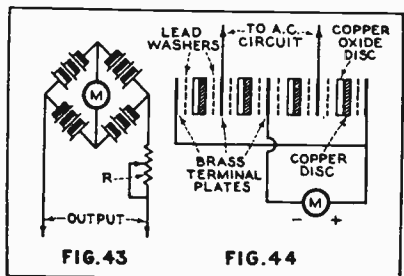 LEAD
WASHERS
TO A.C.
CIRCUIT
COPPER
OXIDE
DISC
M
R
OUTPUT
BRASS
TERMINAL
PLATES
COPPER
DISC
- M +
FIG.43
FIG.44